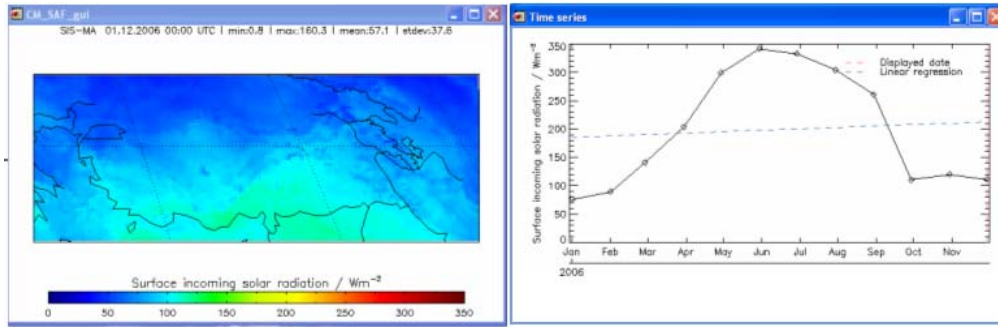 CM_SAF_gui
SIS-MA 01.12.2006 00:00 UTC | min:0.8 | max:160.3 | mean:57.1 | stdev:37.6
Surface incoming solar radiation / Wm⁻²
0 50 100 150 200 250 300 350
Time series
Surface incoming solar radiation / Wm⁻²
350
300
250
200
150
100
50
0
Displayed date
Linear regression
Jan Feb Mar Apr May Jun Jul Aug Sep Oct Nov
2006